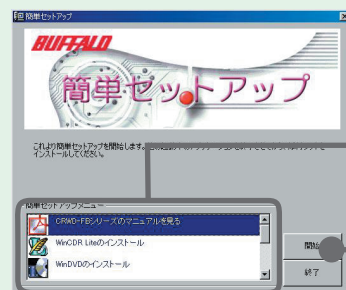 簡単セットアップ
BUFFALO
簡単セットアップ
これより簡単セットアップを開始します。
インストールしてください。
簡単セットアップメニュー
CRWD-FBシリーズのマニュアルを見る
WinCDR Liteのインストール
WinDVDのインストール
開始
終了